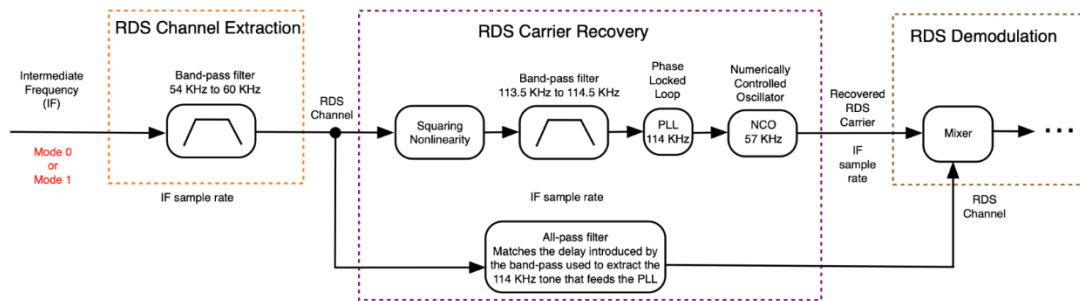 RDS Channel Extraction
RDS Carrier Recovery
RDS Demodulation
Intermediate
Frequency
(IF)
Mode 0
or
Mode 1
Band-pass filter
54 KHz to 60 KHz
IF sample rate
RDS
Channel
Squaring
Nonlinearity
Band-pass filter
113.5 KHz to 114.5 KHz
IF sample rate
Phase
Locked
Loop
PLL
114 KHz
Numerically
Controlled
Oscillator
NCO
57 KHz
Recovered
RDS
Carrier
IF
sample
rate
Mixer
...
RDS
Channel
All-pass filter
Matches the delay introduced by
the band-pass used to extract the
114 KHz tone that feeds the PLL